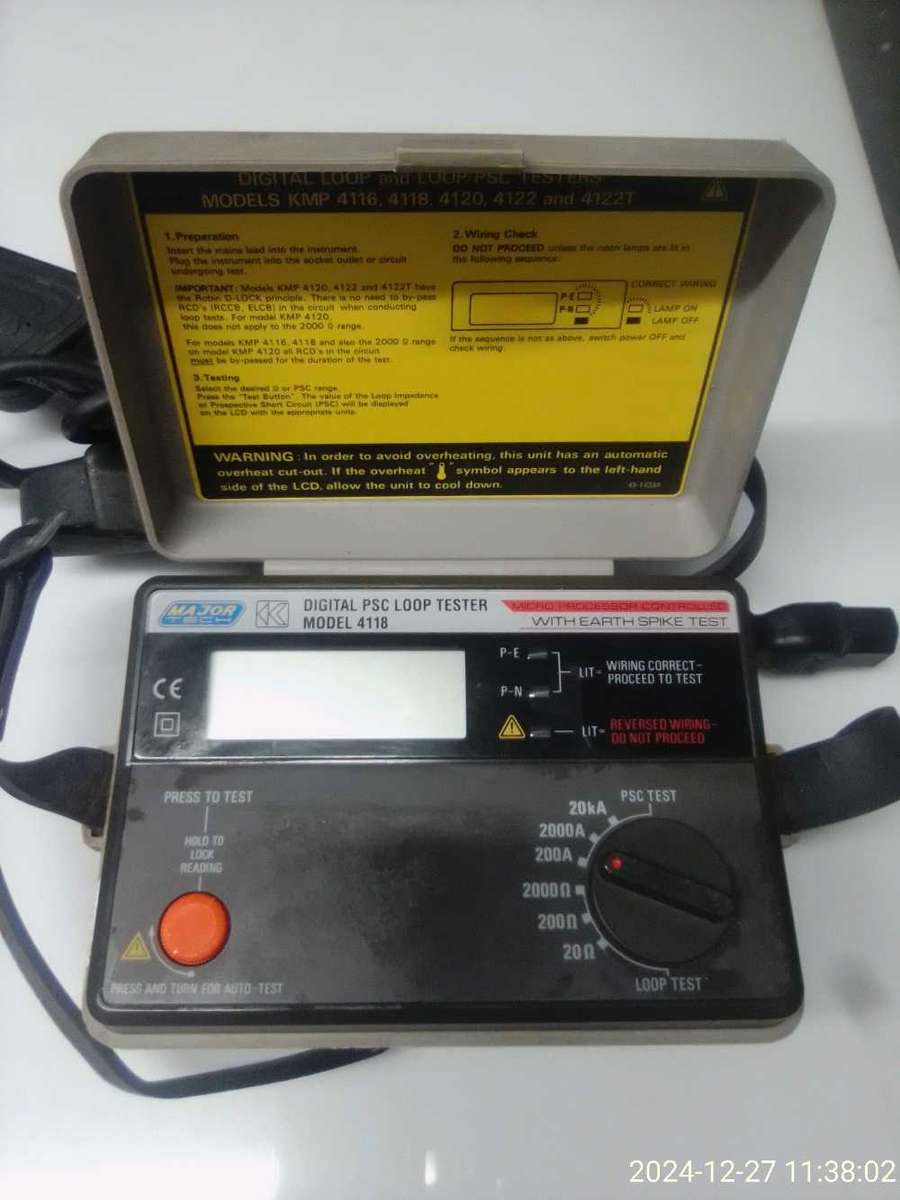 DIGITAL LOOP and LOOP/PSC TESTERS
MODELS KMP 4116, 4118, 4120, 4122 and 4122T
1.Preparation
Insert the mains lead into the instrument.
Plug the instrument into the socket outlet or circuit
undergoing test.
IMPORTANT: Models KMP 4120, 4122 and 4122T have
the Robin D-LOCK principle. There is no need to by-pass
RCD's (RCCB, ELCB) in the circuit when conducting
loop tests. For model KMP 4120,
this does not apply to the 2000 Ω range.
For models KMP 4116, 4118 and also the 2000 Ω range
on model KMP 4120 all RCD's in the circuit
must be by-passed for the duration of the test.
3.Testing
Select the desired Ω or PSC range
Press the "Test Button". The value of the Loop Impedance
or Prospective Short Circuit (PSC) will be displayed
on the LCD with the appropriate units.
2.Wiring Check
DO NOT PROCEED unless the neon lamps are lit in
the following sequence:
CORRECT WIRING
P-E
P-N
LAMP ON
LAMP OFF
If the sequence is not as above, switch power OFF and
check wiring.
WARNING : In order to avoid overheating, this unit has an automatic
overheat cut-out. If the overheat " " symbol appears to the left-hand
side of the LCD, allow the unit to cool down.
MAJOR
TECH
DIGITAL PSC LOOP TESTER
MODEL 4118
MICRO PROCESSOR CONTROLLED
WITH EARTH SPIKE TEST
CE
P-E
P-N
LIT= WIRING CORRECT-
PROCEED TO TEST
LIT= REVERSED WIRING-
DO NOT PROCEED
PRESS TO TEST
HOLD TO
LOCK
READING
PRESS AND TURN FOR AUTO-TEST
PSC TEST
20kA
2000A
200A
2000Ω
200Ω
20Ω
LOOP TEST
2024-12-27 11:38:02